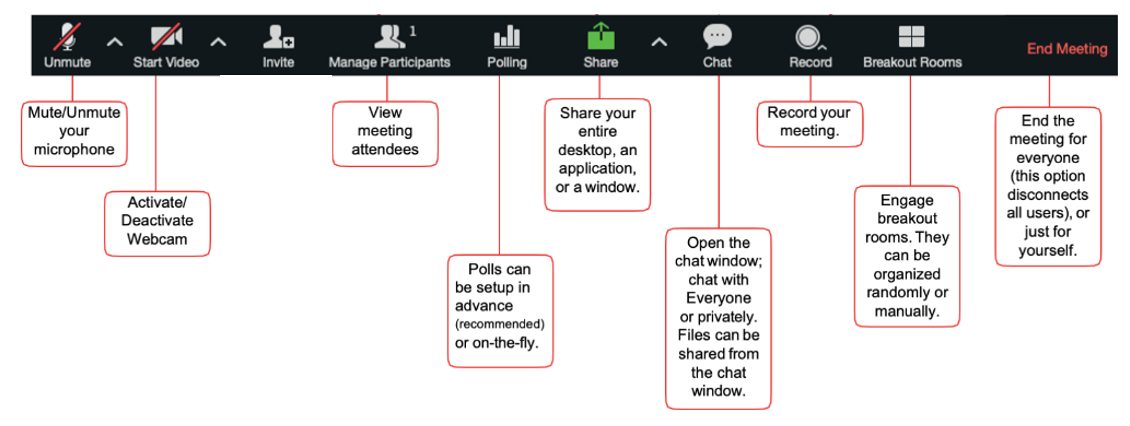 Unmute
Start Video
Invite
Manage Participants
1
Polling
Share
Chat
Record
Breakout Rooms
End Meeting
Mute/Unmute
your
microphone
Activate/
Deactivate
Webcam
View
meeting
attendees
Polls can
be setup in
advance
(recommended)
or on-the-fly.
Share your
entire
desktop, an
application,
or a window.
Open the
chat window;
chat with
Everyone
or privately.
Files can be
shared from
the chat
window.
Record your
meeting.
Engage
breakout
rooms. They
can be
organized
randomly or
manually.
End the
meeting for
everyone
(this option
disconnects
all users), or
just for
yourself.